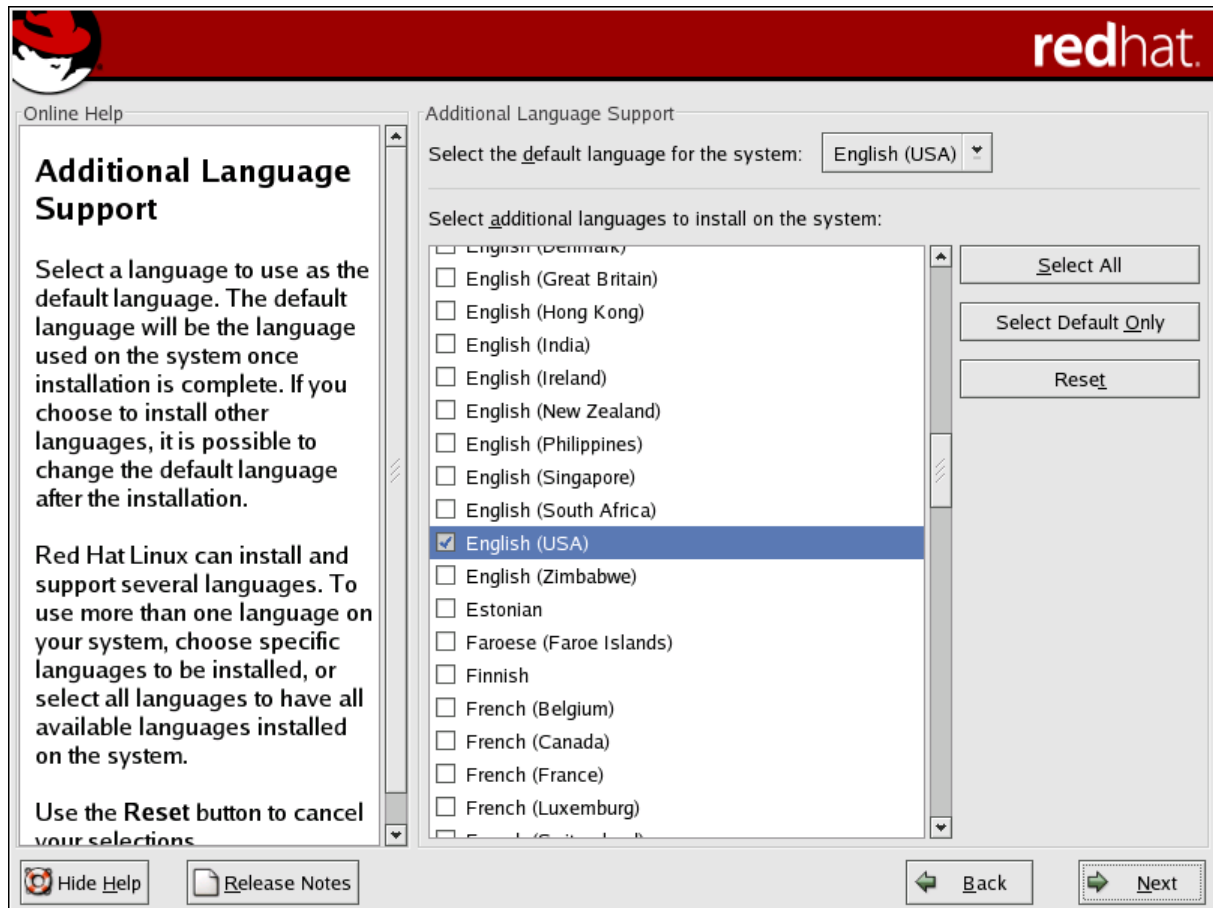 redhat.
Online Help
Additional Language
Support
Select a language to use as the
default language. The default
language will be the language
used on the system once
installation is complete. If you
choose to install other
languages, it is possible to
change the default language
after the installation.
Red Hat Linux can install and
support several languages. To
use more than one language on
your system, choose specific
languages to be installed, or
select all languages to have all
available languages installed
on the system.
Use the Reset button to cancel
your selections
Additional Language Support
Select the default language for the system: English (USA)
Select additional languages to install on the system:
English (Denmark)
English (Great Britain)
English (Hong Kong)
English (India)
English (Ireland)
English (New Zealand)
English (Philippines)
English (Singapore)
English (South Africa)
English (USA)
English (Zimbabwe)
Estonian
Faroese (Faroe Islands)
Finnish
French (Belgium)
French (Canada)
French (France)
French (Luxemburg)
Select All
Select Default Only
Reset
Hide Help
Release Notes
Back
Next